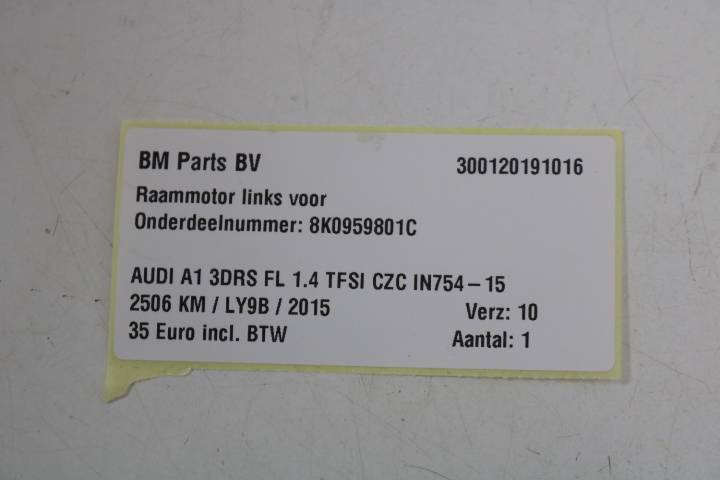 BM Parts BV 300120191016
Raammotor links voor
Onderdeelnummer: 8K0959801C
AUDI A1 3DRS FL 1.4 TFSI CZC IN754-15
2506 KM / LY9B / 2015 Verz: 10
35 Euro incl. BTW Aantal: 1